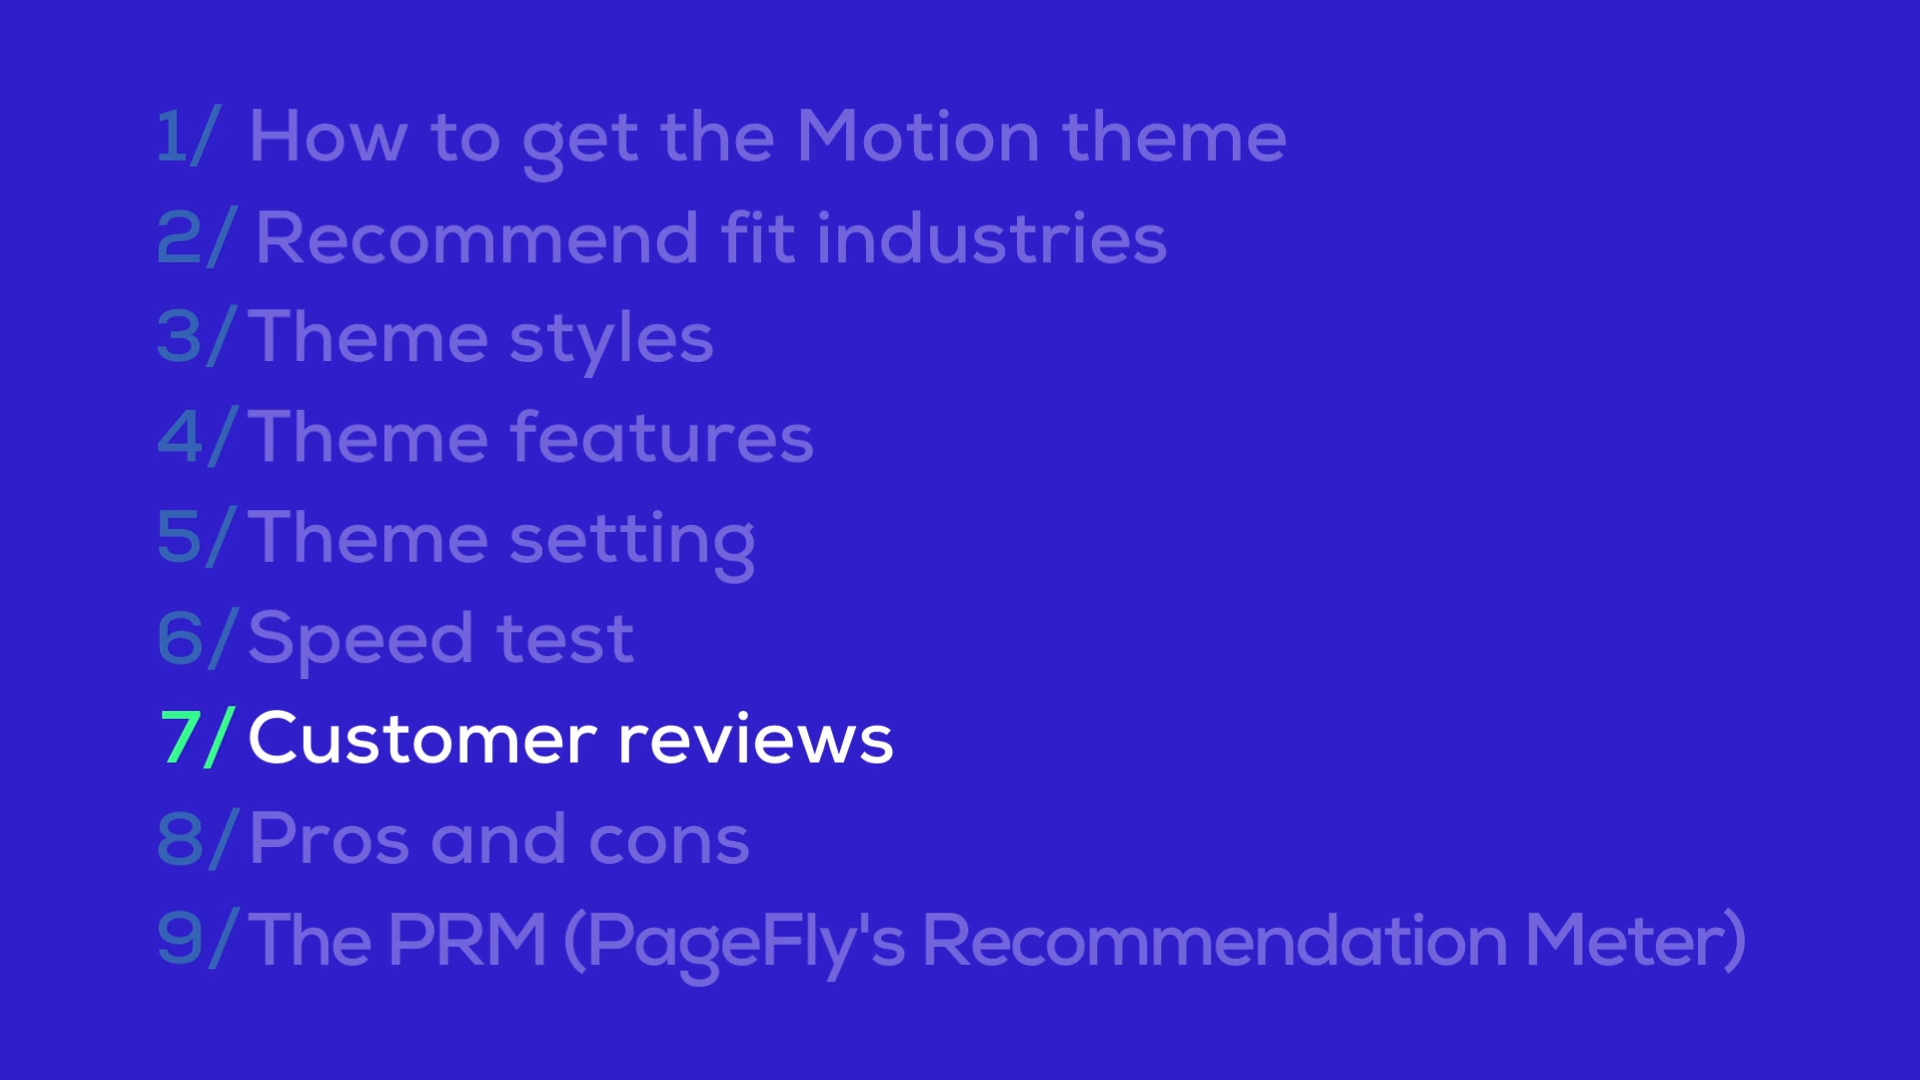 1/ How to get the Motion theme
2/ Recommend fit industries
3/ Theme styles
4/ Theme features
5/ Theme setting
6/ Speed test
7/ Customer reviews
8/ Pros and cons
9/ The PRM (PageFly's Recommendation Meter)